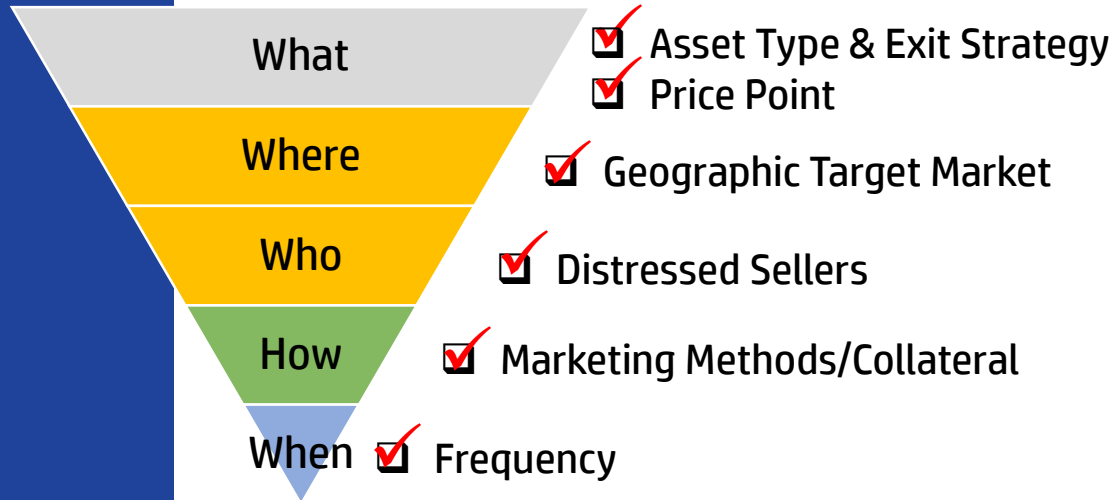 What
Asset Type & Exit Strategy
Price Point
Where
Geographic Target Market
Who
Distressed Sellers
How
Marketing Methods/Collateral
When
Frequency